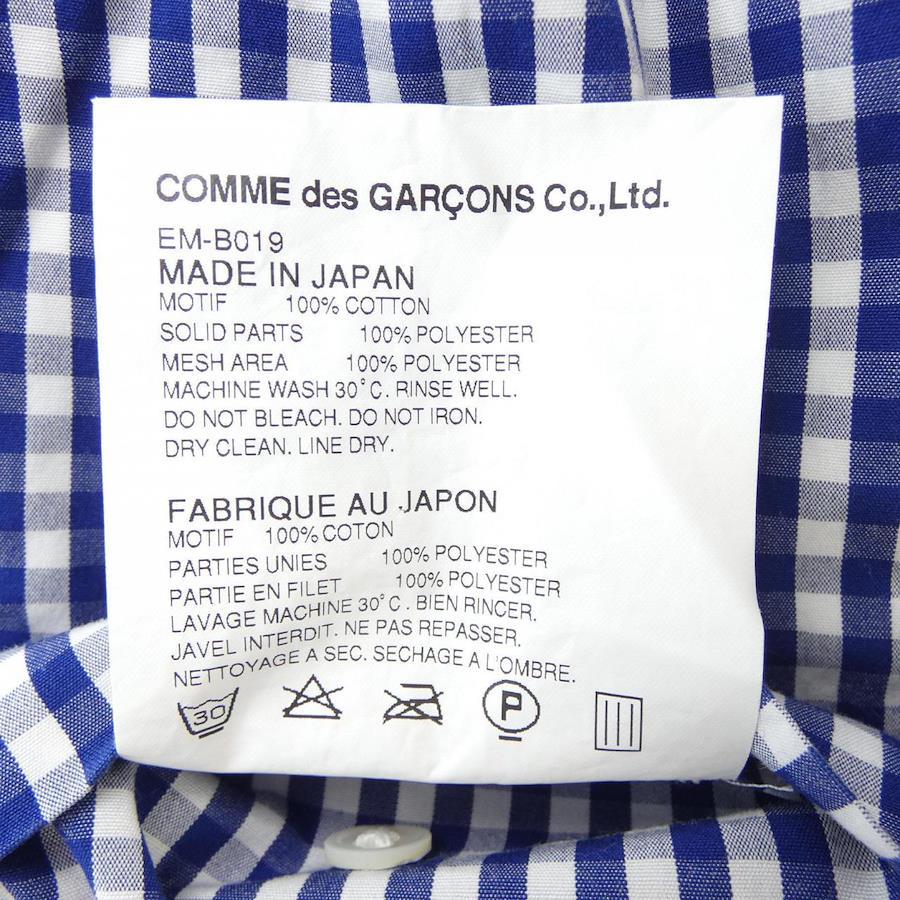 COMME des GARÇONS Co.,Ltd.
EM-B019
MADE IN JAPAN
MOTIF 100% COTTON
SOLID PARTS 100% POLYESTER
MESH AREA 100% POLYESTER
MACHINE WASH 30°C. RINSE WELL.
DO NOT BLEACH. DO NOT IRON.
DRY CLEAN. LINE DRY.
FABRIQUE AU JAPON
MOTIF 100% COTON
PARTIES UNIES 100% POLYESTER
PARTIE EN FILET 100% POLYESTER
LAVAGE MACHINE 30°C. BIEN RINCER.
JAVEL INTERDIT. NE PAS REPASSER.
NETTOYAGE A SEC. SECHAGE A L'OMBRE.
30 P